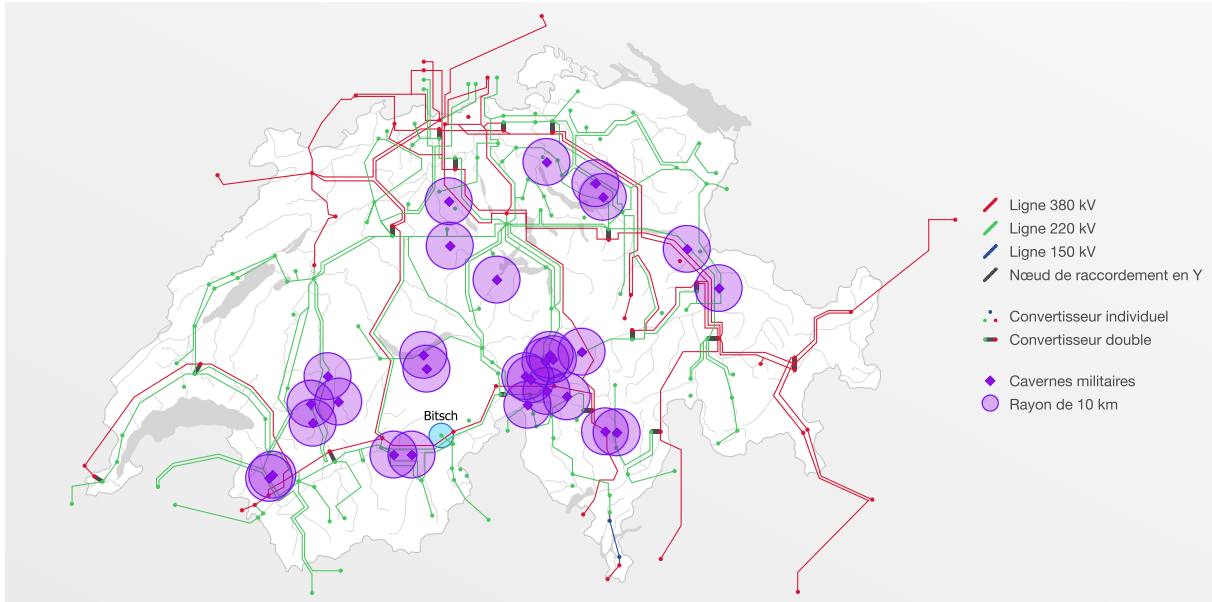 Ligne 380 kV
Ligne 220 kV
Ligne 150 kV
Nœud de raccordement en Y
Convertisseur individuel
Convertisseur double
Cavernes militaires
Rayon de 10 km
Bitsch